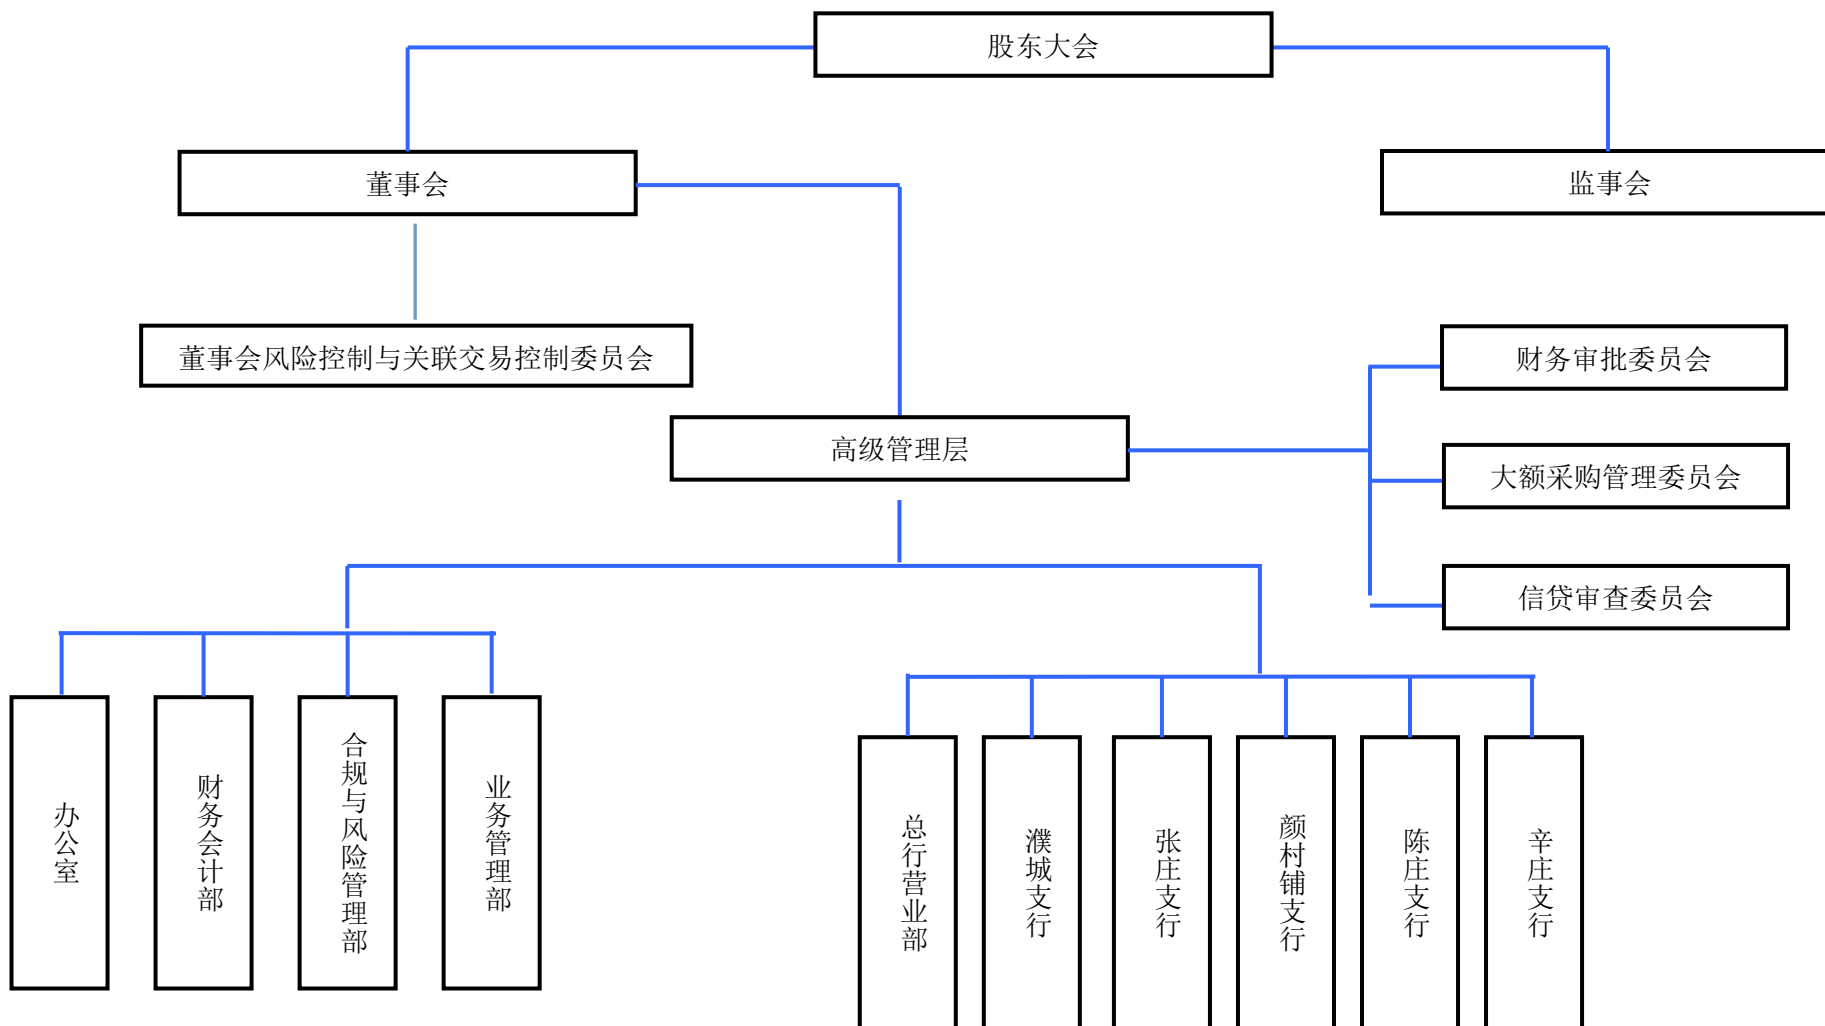 股东大会
董事会
监事会
董事会风险控制与关联交易控制委员会
财务审批委员会
高级管理层
大额采购管理委员会
信贷审查委员会
办公室
财务会计部
合规与风险管理部
业务管理部
总行营业部
濮城支行
张庄支行
颜村铺支行
陈庄支行
辛庄支行